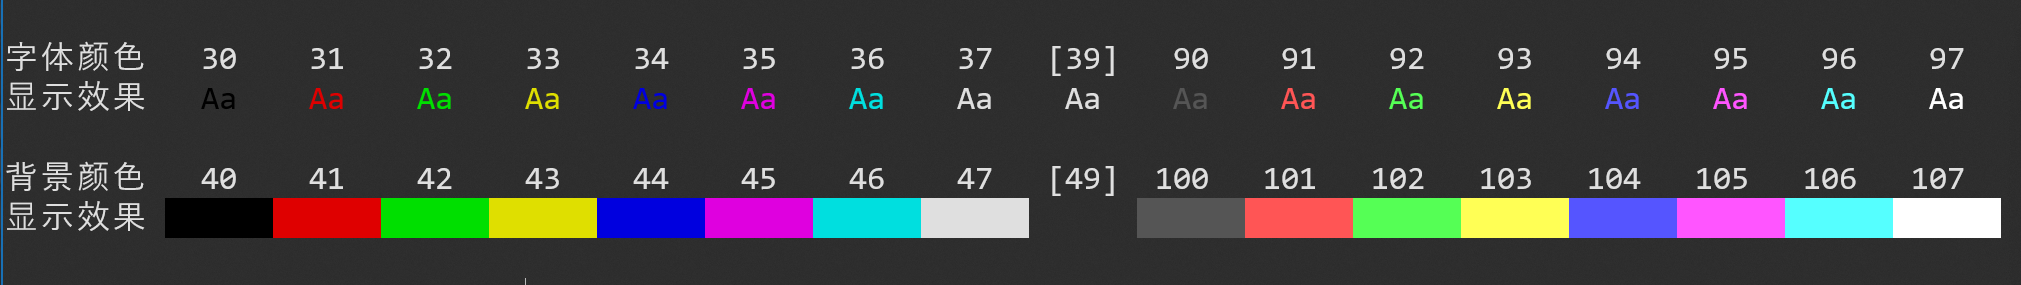 字体颜色 30 31 32 33 34 35 36 37 [39] 90 91 92 93 94 95 96 97
显示效果 Aa Aa Aa Aa Aa Aa Aa Aa Aa Aa Aa Aa Aa Aa Aa Aa Aa
背景颜色 40 41 42 43 44 45 46 47 [49] 100 101 102 103 104 105 106 107
显示效果